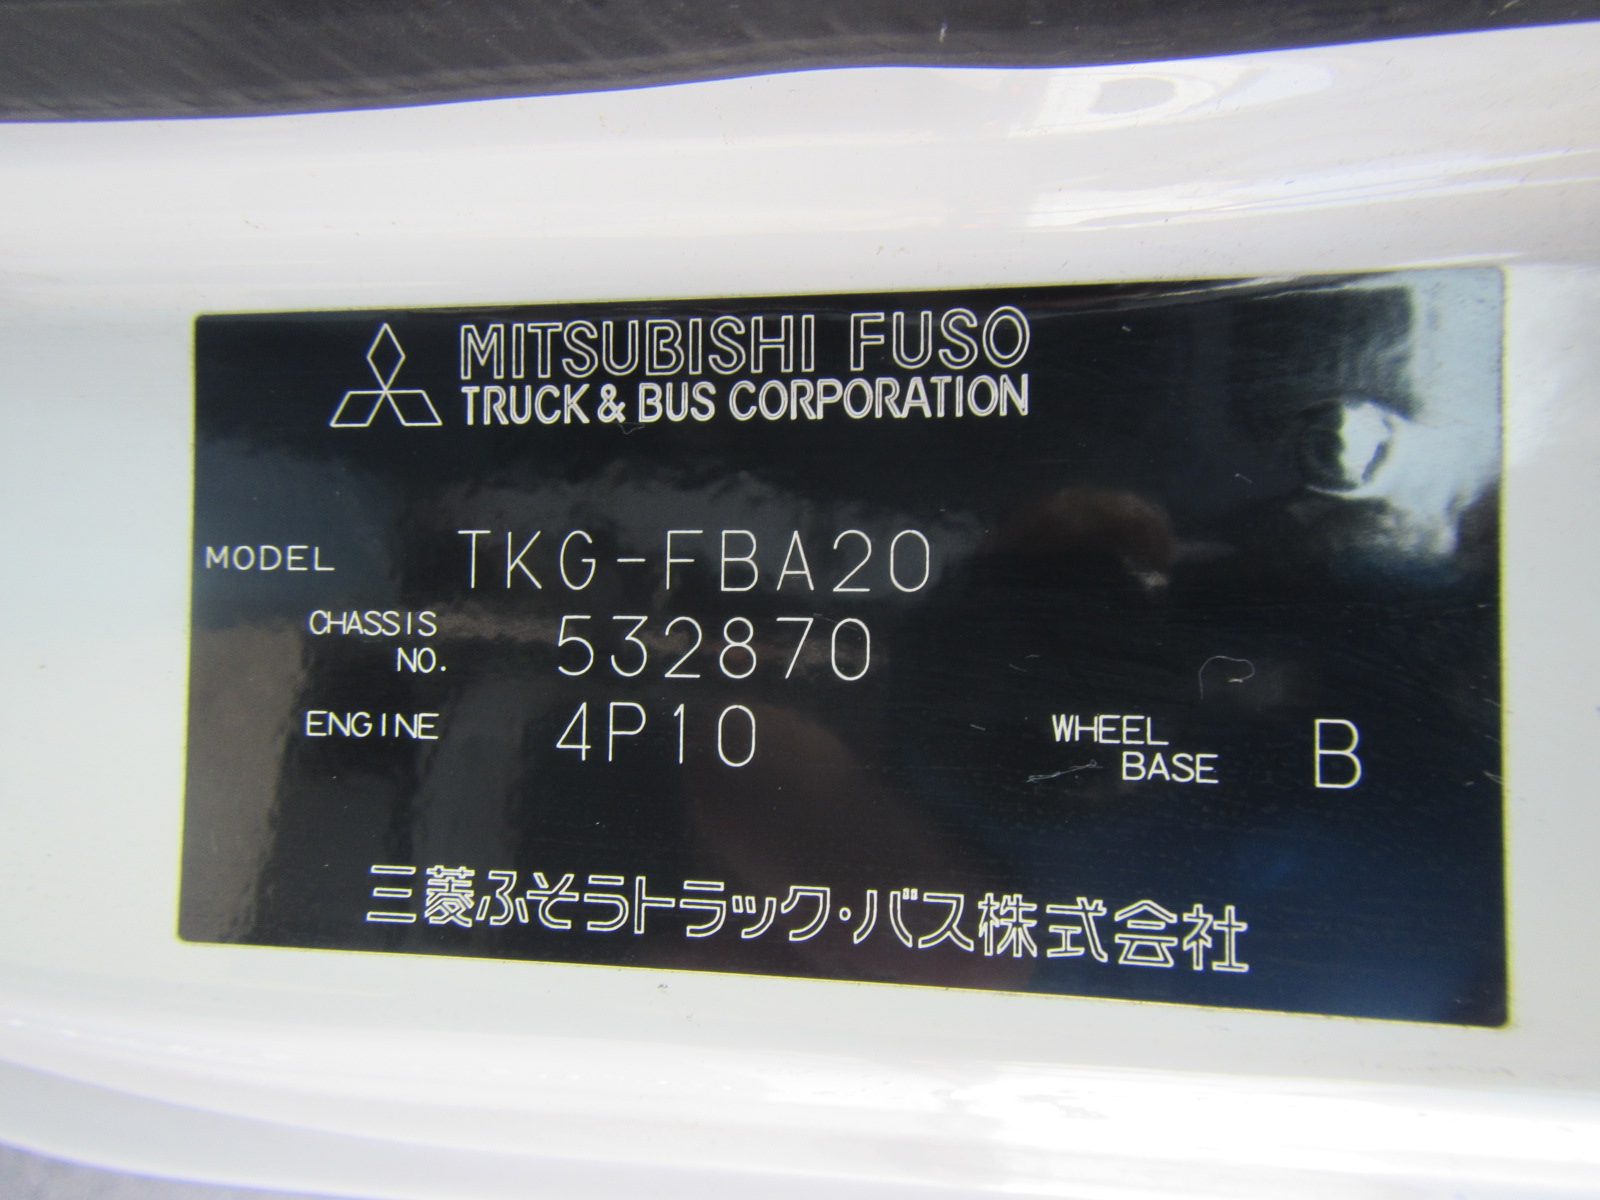 MITSUBISHI FUSO
TRUCK & BUS CORPORATION
MODEL TKG-FBA20
CHASSIS NO. 532870
ENGINE 4P10 WHEEL BASE B
三菱ふそうトラック・バス株式会社